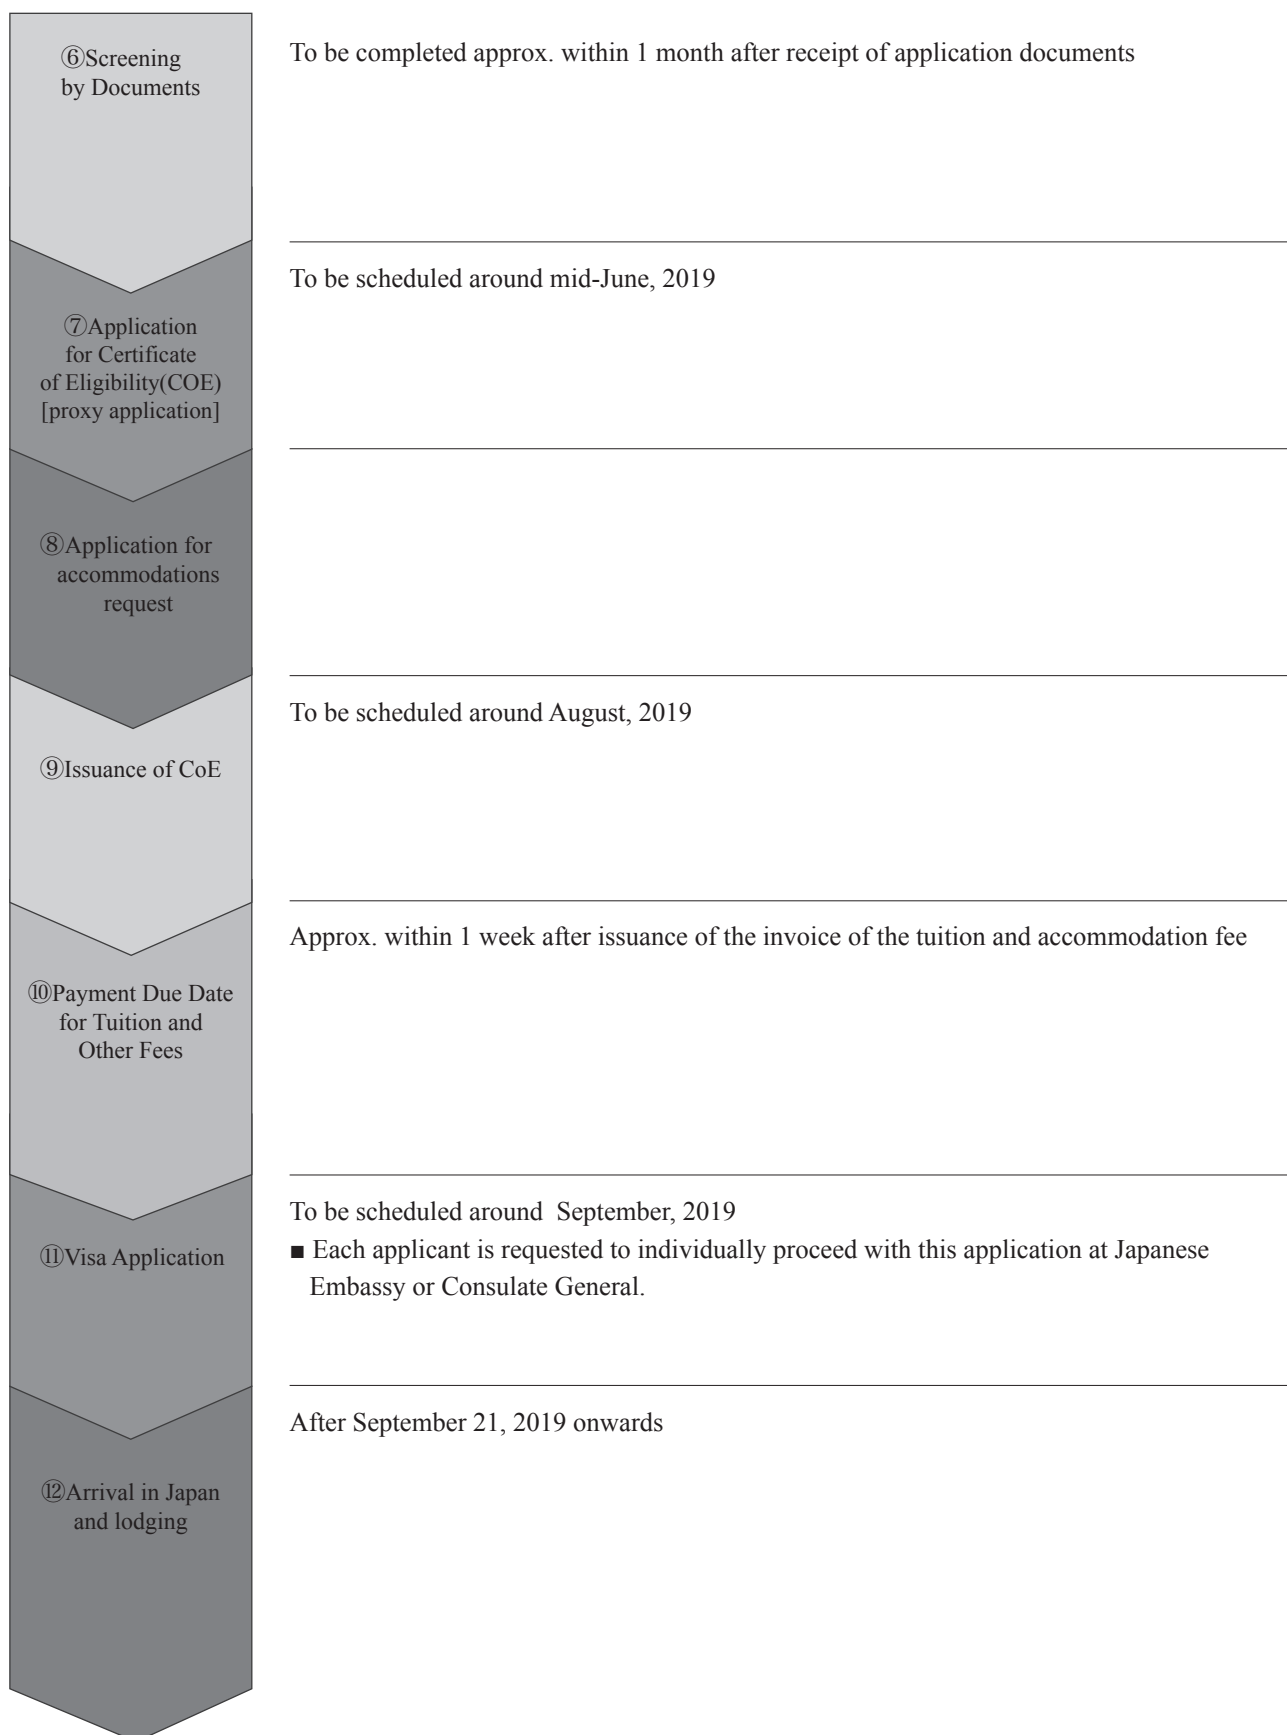 ⑥Screening
by Documents
To be completed approx. within 1 month after receipt of application documents
⑦Application
for Certificate
of Eligibility(COE)
[proxy application]
To be scheduled around mid-June, 2019
⑧Application for
accommodations
request
⑨Issuance of CoE
To be scheduled around August, 2019
⑩Payment Due Date
for Tuition and
Other Fees
Approx. within 1 week after issuance of the invoice of the tuition and accommodation fee
⑪Visa Application
To be scheduled around September, 2019
■ Each applicant is requested to individually proceed with this application at Japanese
Embassy or Consulate General.
⑫Arrival in Japan
and lodging
After September 21, 2019 onwards